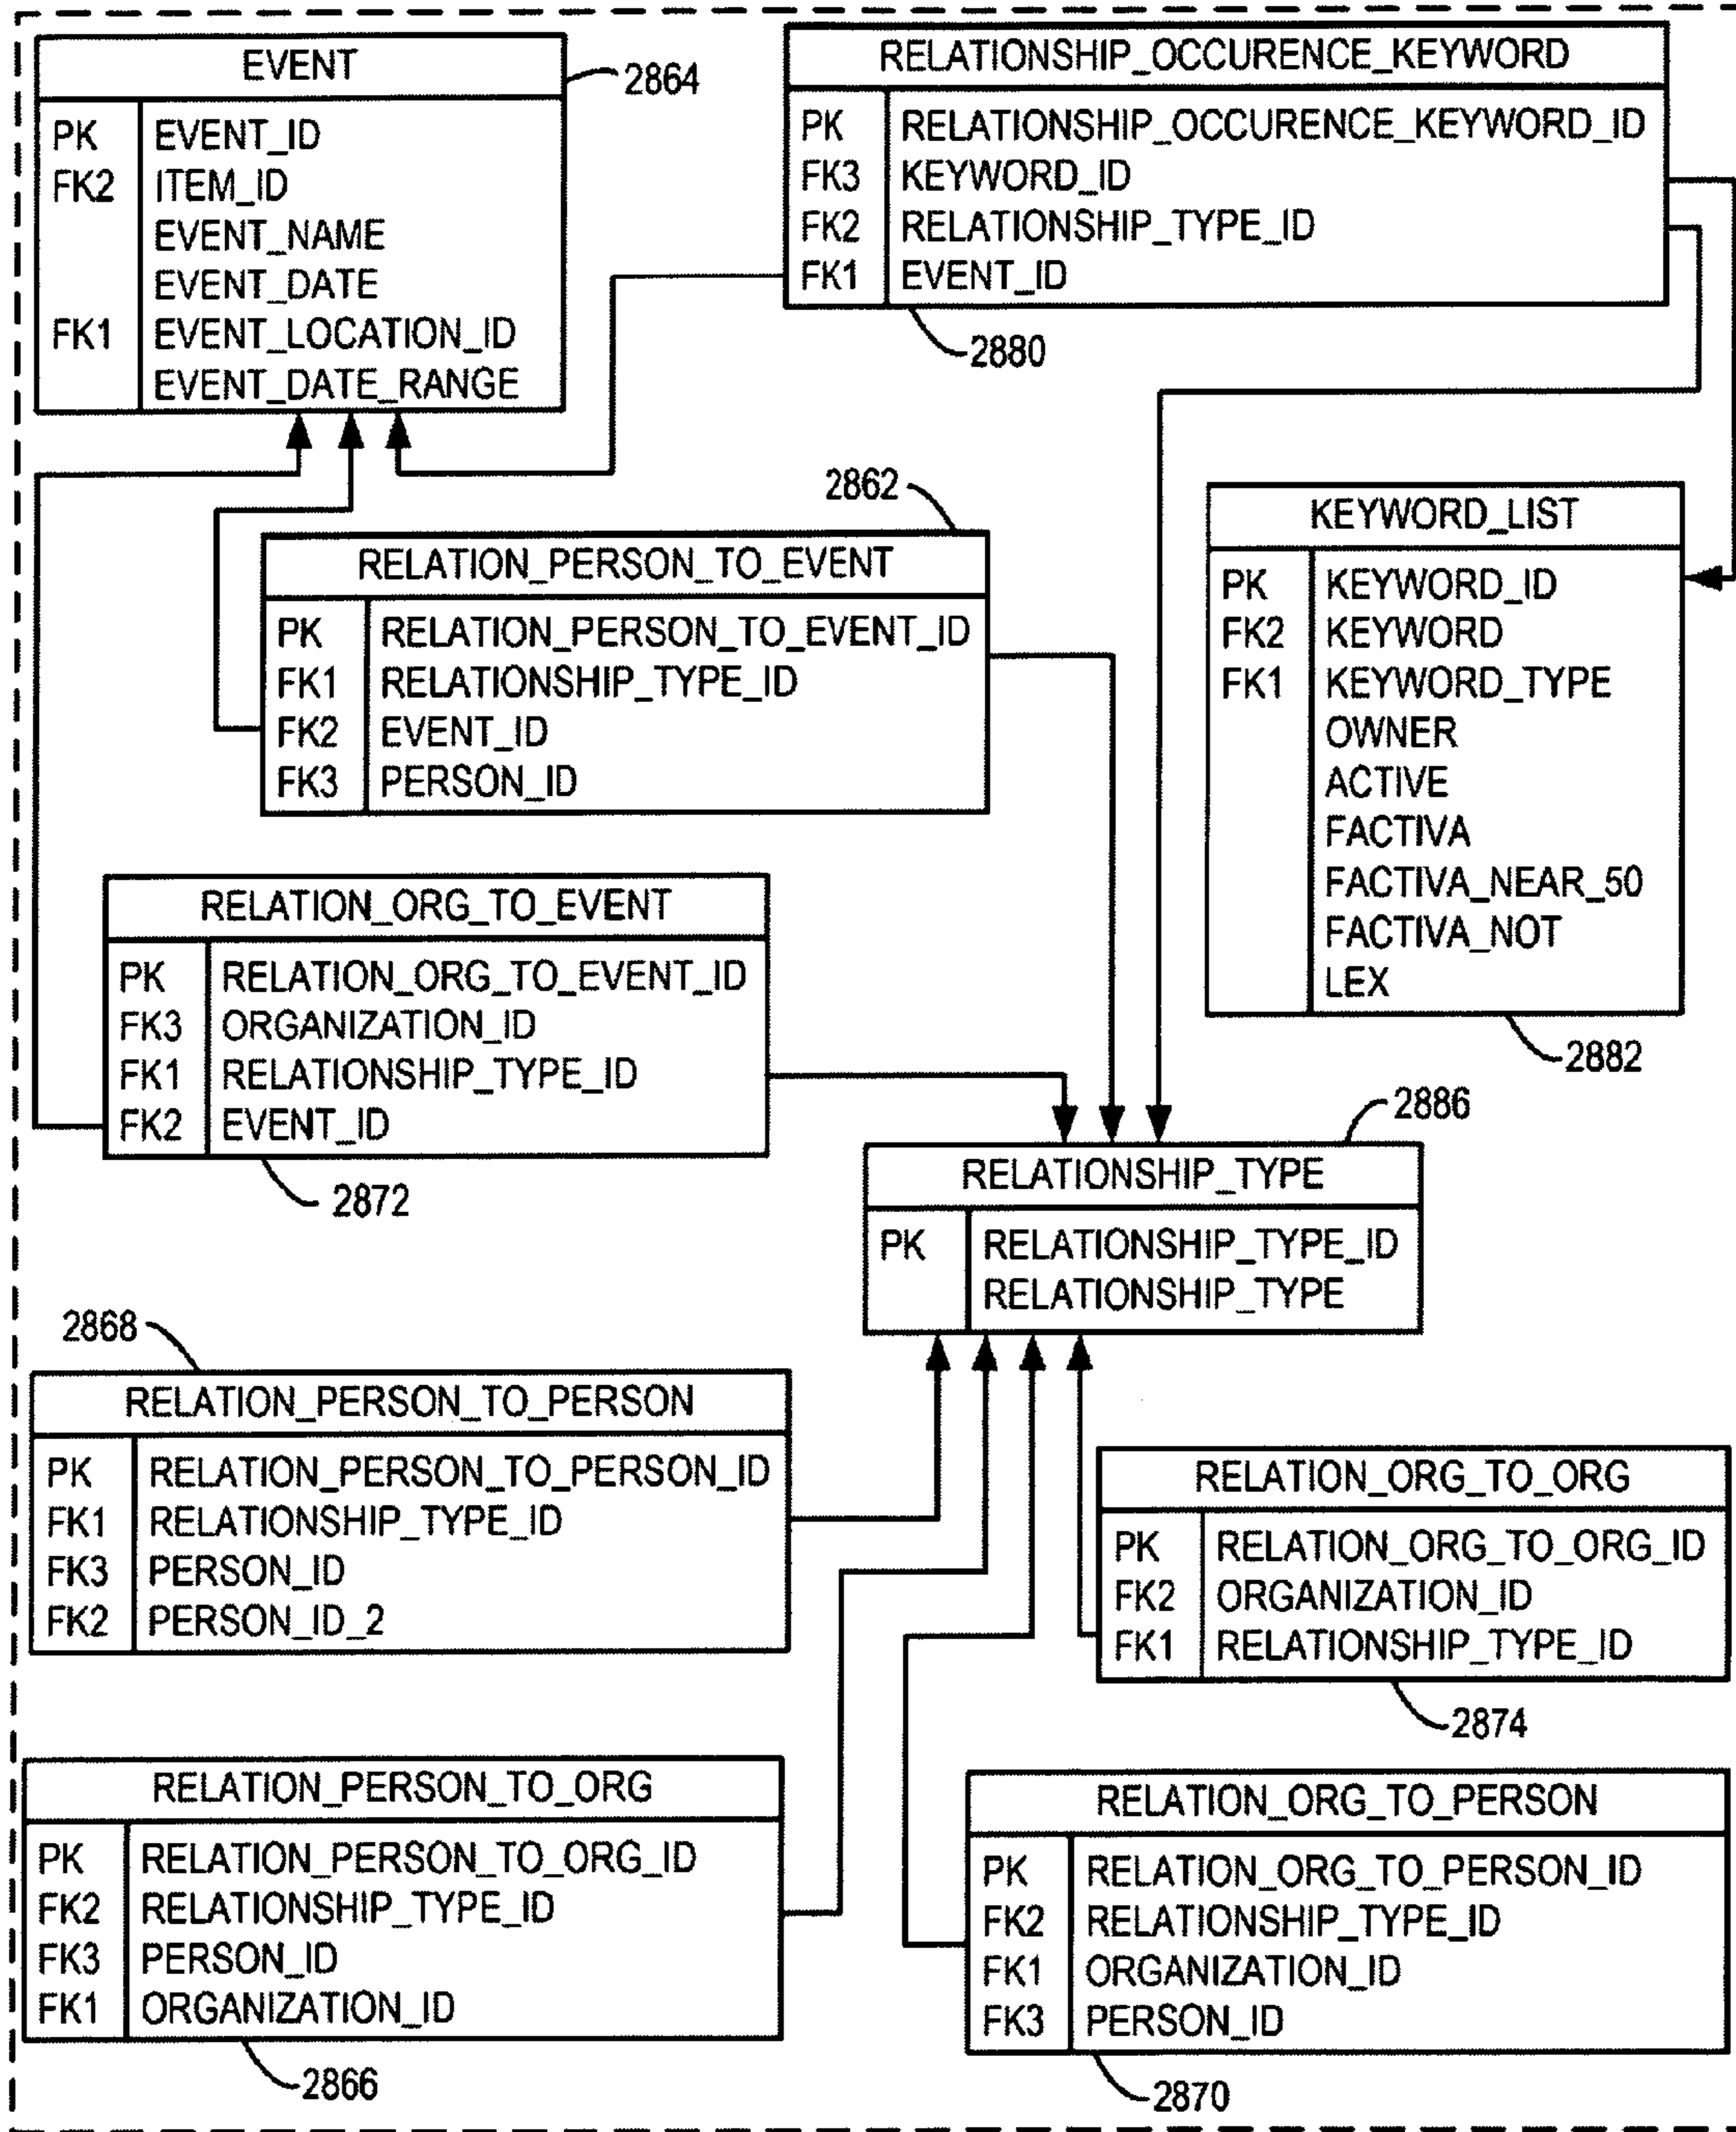 EVENT
2864
PK EVENT_ID
FK2 ITEM_ID
EVENT_NAME
EVENT_DATE
FK1 EVENT_LOCATION_ID
EVENT_DATE_RANGE
RELATIONSHIP_OCCURENCE_KEYWORD
PK RELATIONSHIP_OCCURENCE_KEYWORD_ID
FK3 KEYWORD_ID
FK2 RELATIONSHIP_TYPE_ID
FK1 EVENT_ID
2880
2862
RELATION_PERSON_TO_EVENT
PK RELATION_PERSON_TO_EVENT_ID
FK1 RELATIONSHIP_TYPE_ID
FK2 EVENT_ID
FK3 PERSON_ID
KEYWORD_LIST
PK KEYWORD_ID
FK2 KEYWORD
FK1 KEYWORD_TYPE
OWNER
ACTIVE
FACTIVA
FACTIVA_NEAR_50
FACTIVA_NOT
LEX
2882
RELATION_ORG_TO_EVENT
PK RELATION_ORG_TO_EVENT_ID
FK3 ORGANIZATION_ID
FK1 RELATIONSHIP_TYPE_ID
FK2 EVENT_ID
2872
2886
RELATIONSHIP_TYPE
PK RELATIONSHIP_TYPE_ID
RELATIONSHIP_TYPE
2868
RELATION_PERSON_TO_PERSON
PK RELATION_PERSON_TO_PERSON_ID
FK1 RELATIONSHIP_TYPE_ID
FK3 PERSON_ID
FK2 PERSON_ID_2
RELATION_ORG_TO_ORG
PK RELATION_ORG_TO_ORG_ID
FK2 ORGANIZATION_ID
FK1 RELATIONSHIP_TYPE_ID
2874
RELATION_PERSON_TO_ORG
PK RELATION_PERSON_TO_ORG_ID
FK2 RELATIONSHIP_TYPE_ID
FK3 PERSON_ID
FK1 ORGANIZATION_ID
2866
RELATION_ORG_TO_PERSON
PK RELATION_ORG_TO_PERSON_ID
FK2 RELATIONSHIP_TYPE_ID
FK1 ORGANIZATION_ID
FK3 PERSON_ID
2870